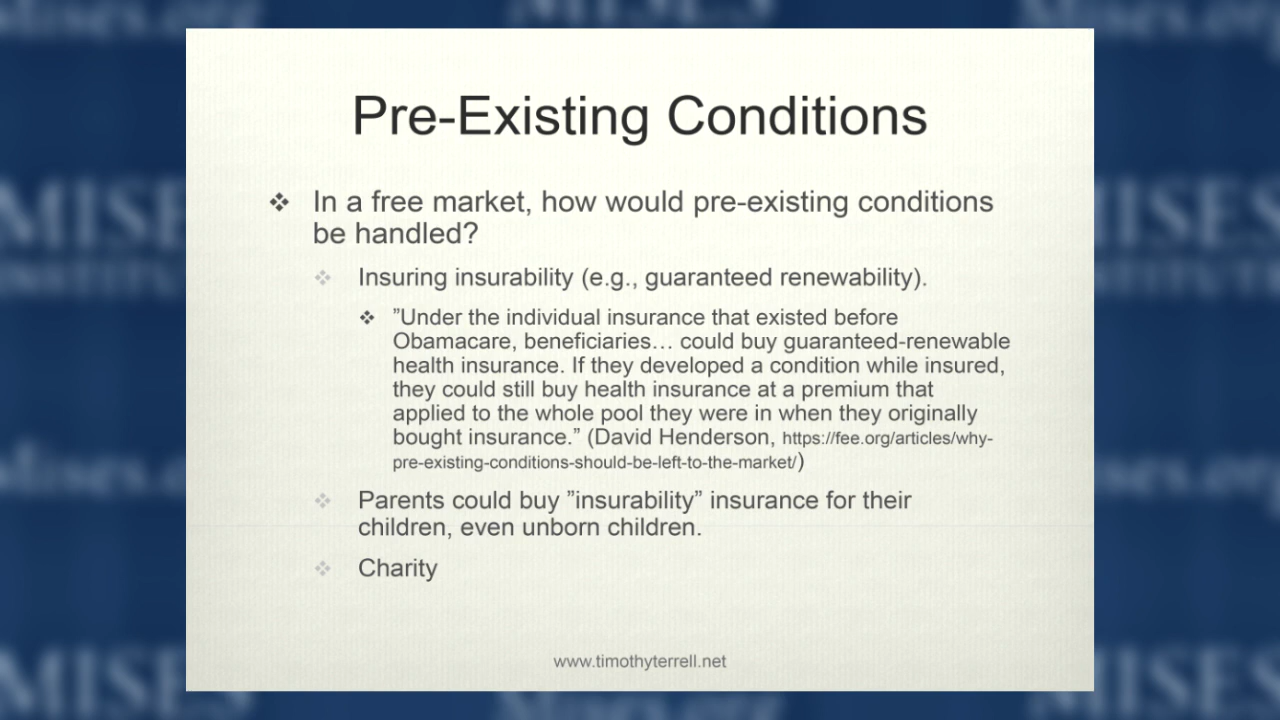 Pre-Existing Conditions
❖ In a free market, how would pre-existing conditions
be handled?
❖ Insuring insurability (e.g., guaranteed renewability).
❖ ”Under the individual insurance that existed before
Obamacare, beneficiaries… could buy guaranteed-renewable
health insurance. If they developed a condition while insured,
they could still buy health insurance at a premium that
applied to the whole pool they were in when they originally
bought insurance.” (David Henderson, https://fee.org/articles/why-
pre-existing-conditions-should-be-left-to-the-market/)
❖ Parents could buy ”insurability” insurance for their
children, even unborn children.
❖ Charity
www.timothyterrell.net